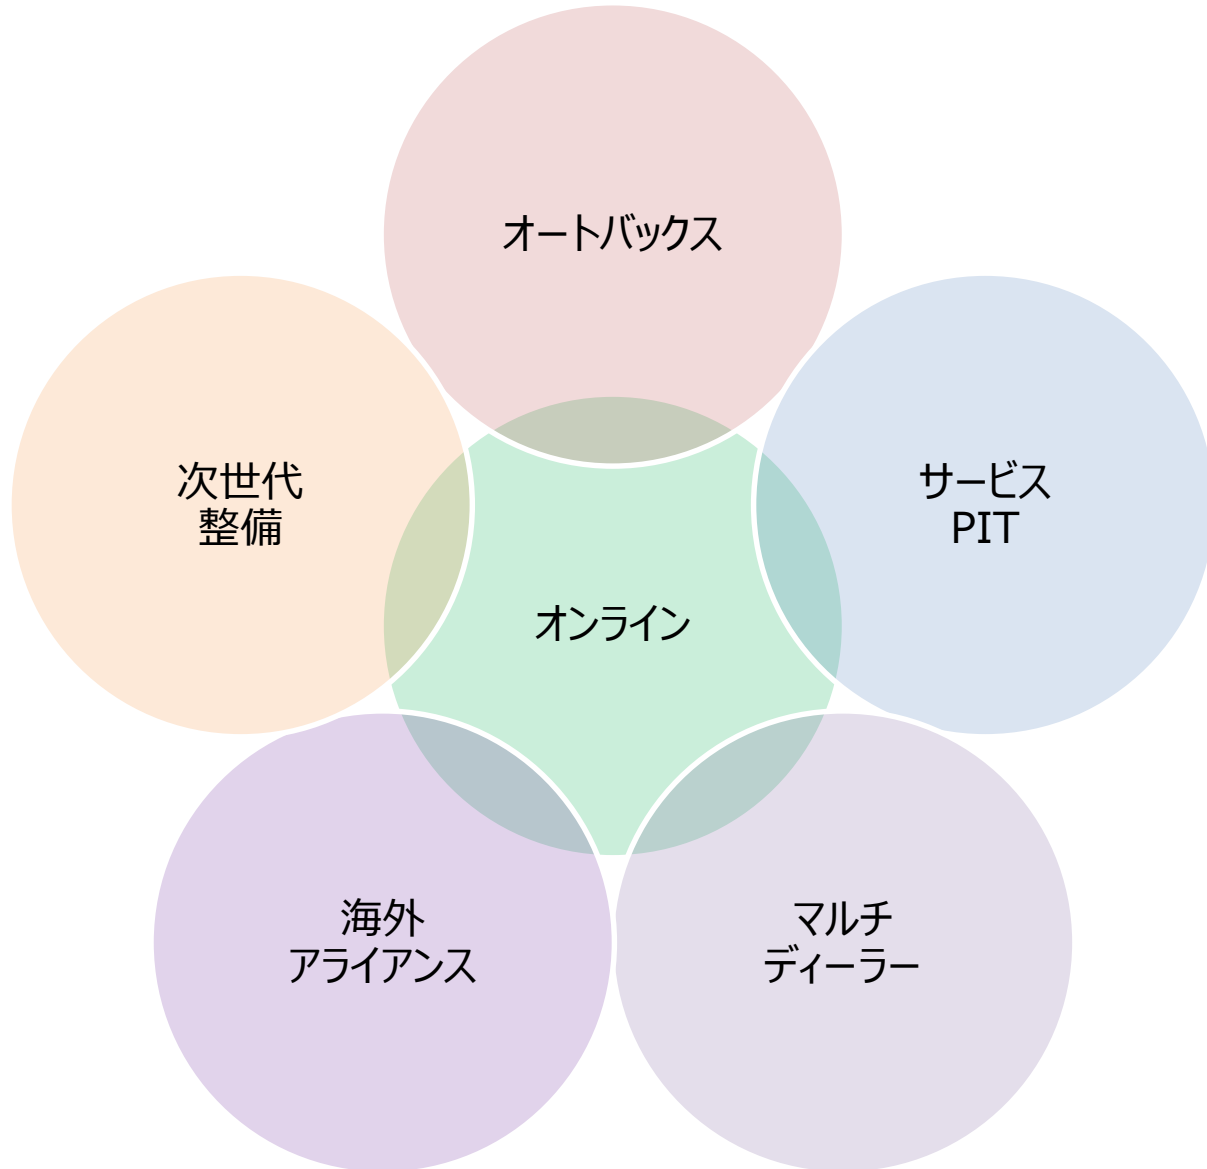 オートバックス
次世代
整備
サービス
PIT
オンライン
海外
アライアンス
マルチ
ディーラー